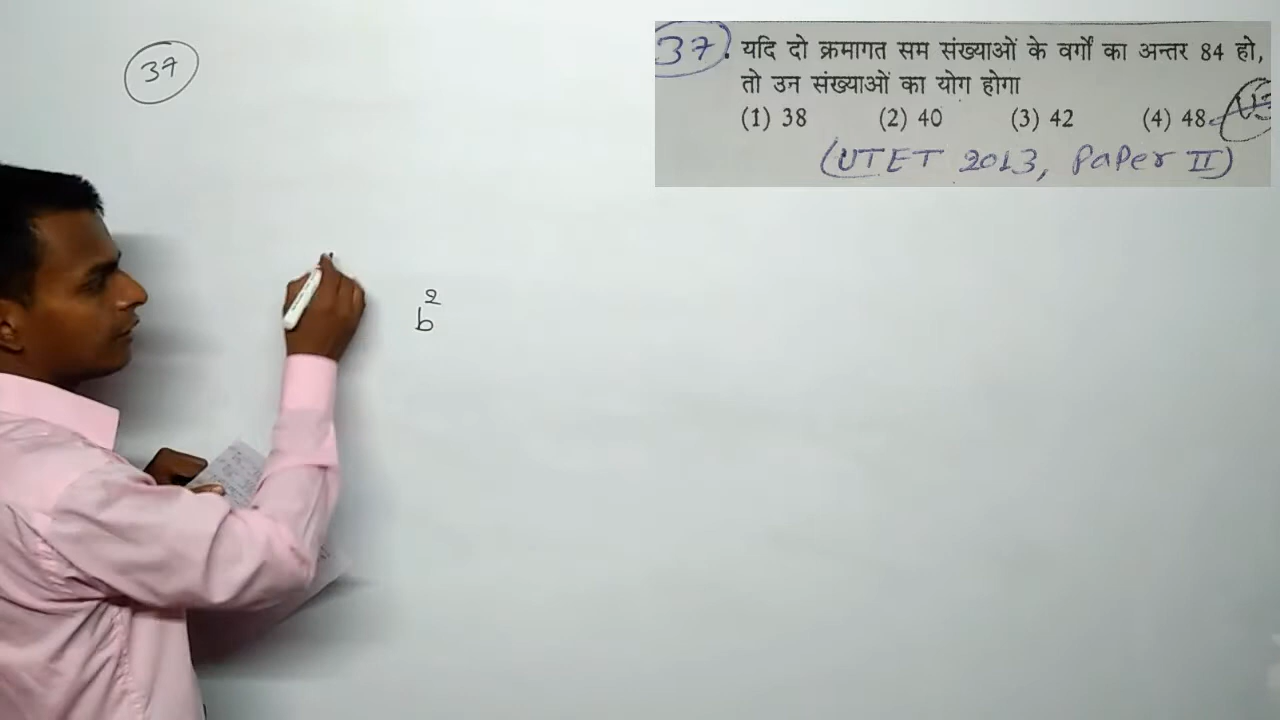 37
37. यदि दो क्रमागत सम संख्याओं के वर्गों का अन्तर 84 हो,
तो उन संख्याओं का योग होगा
(1) 38 (2) 40 (3) 42 (4) 48
(UTET 2013, PaPer II)
b²